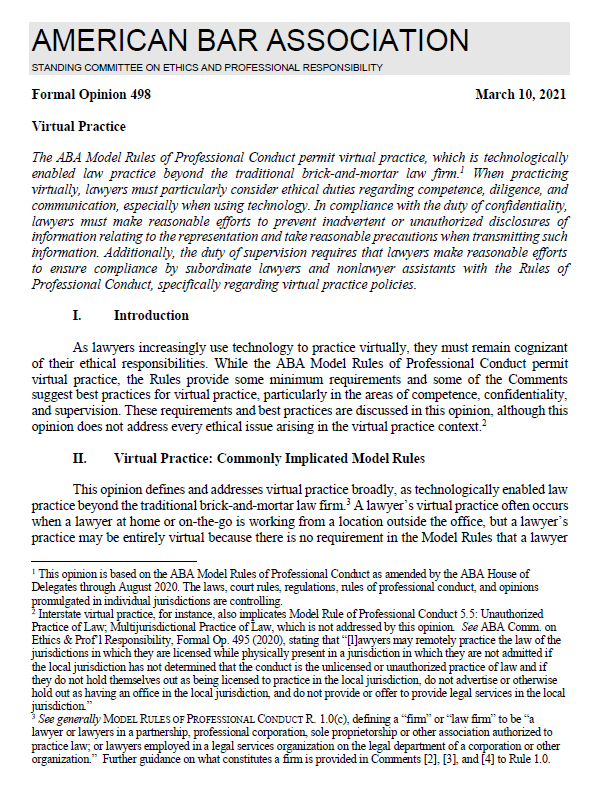 AMERICAN BAR ASSOCIATION
STANDING COMMITTEE ON ETHICS AND PROFESSIONAL RESPONSIBILITY
Formal Opinion 498 March 10, 2021
Virtual Practice
The ABA Model Rules of Professional Conduct permit virtual practice, which is technologically
enabled law practice beyond the traditional brick-and-mortar law firm.1 When practicing
virtually, lawyers must particularly consider ethical duties regarding competence, diligence, and
communication, especially when using technology. In compliance with the duty of confidentiality,
lawyers must make reasonable efforts to prevent inadvertent or unauthorized disclosures of
information relating to the representation and take reasonable precautions when transmitting such
information. Additionally, the duty of supervision requires that lawyers make reasonable efforts
to ensure compliance by subordinate lawyers and nonlawyer assistants with the Rules of
Professional Conduct, specifically regarding virtual practice policies.
I. Introduction
As lawyers increasingly use technology to practice virtually, they must remain cognizant
of their ethical responsibilities. While the ABA Model Rules of Professional Conduct permit
virtual practice, the Rules provide some minimum requirements and some of the Comments
suggest best practices for virtual practice, particularly in the areas of competence, confidentiality,
and supervision. These requirements and best practices are discussed in this opinion, although this
opinion does not address every ethical issue arising in the virtual practice context.2
II. Virtual Practice: Commonly Implicated Model Rules
This opinion defines and addresses virtual practice broadly, as technologically enabled law
practice beyond the traditional brick-and-mortar law firm.3 A lawyer's virtual practice often occurs
when a lawyer at home or on-the-go is working from a location outside the office, but a lawyer's
practice may be entirely virtual because there is no requirement in the Model Rules that a lawyer
1 This opinion is based on the ABA Model Rules of Professional Conduct as amended by the ABA House of
Delegates through August 2020. The laws, court rules, regulations, rules of professional conduct, and opinions
promulgated in individual jurisdictions are controlling.
2 Interstate virtual practice, for instance, also implicates Model Rule of Professional Conduct 5.5: Unauthorized
Practice of Law; Multijurisdictional Practice of Law, which is not addressed by this opinion. See ABA Comm. on
Ethics & Prof'l Responsibility, Formal Op. 495 (2020), stating that "[l]awyers may remotely practice the law of the
jurisdictions in which they are licensed while physically present in a jurisdiction in which they are not admitted if
the local jurisdiction has not determined that the conduct is the unlicensed or unauthorized practice of law and if
they do not hold themselves out as being licensed to practice in the local jurisdiction, do not advertise or otherwise
hold out as having an office in the local jurisdiction, and do not provide or offer to provide legal services in the local
jurisdiction."
3 See generally MODEL RULES OF PROFESSIONAL CONDUCT R. 1.0(c), defining a "firm" or "law firm" to be "a
lawyer or lawyers in a partnership, professional corporation, sole proprietorship or other association authorized to
practice law; or lawyers employed in a legal services organization on the legal department of a corporation or other
organization." Further guidance on what constitutes a firm is provided in Comments [2], [3], and [4] to Rule 1.0.